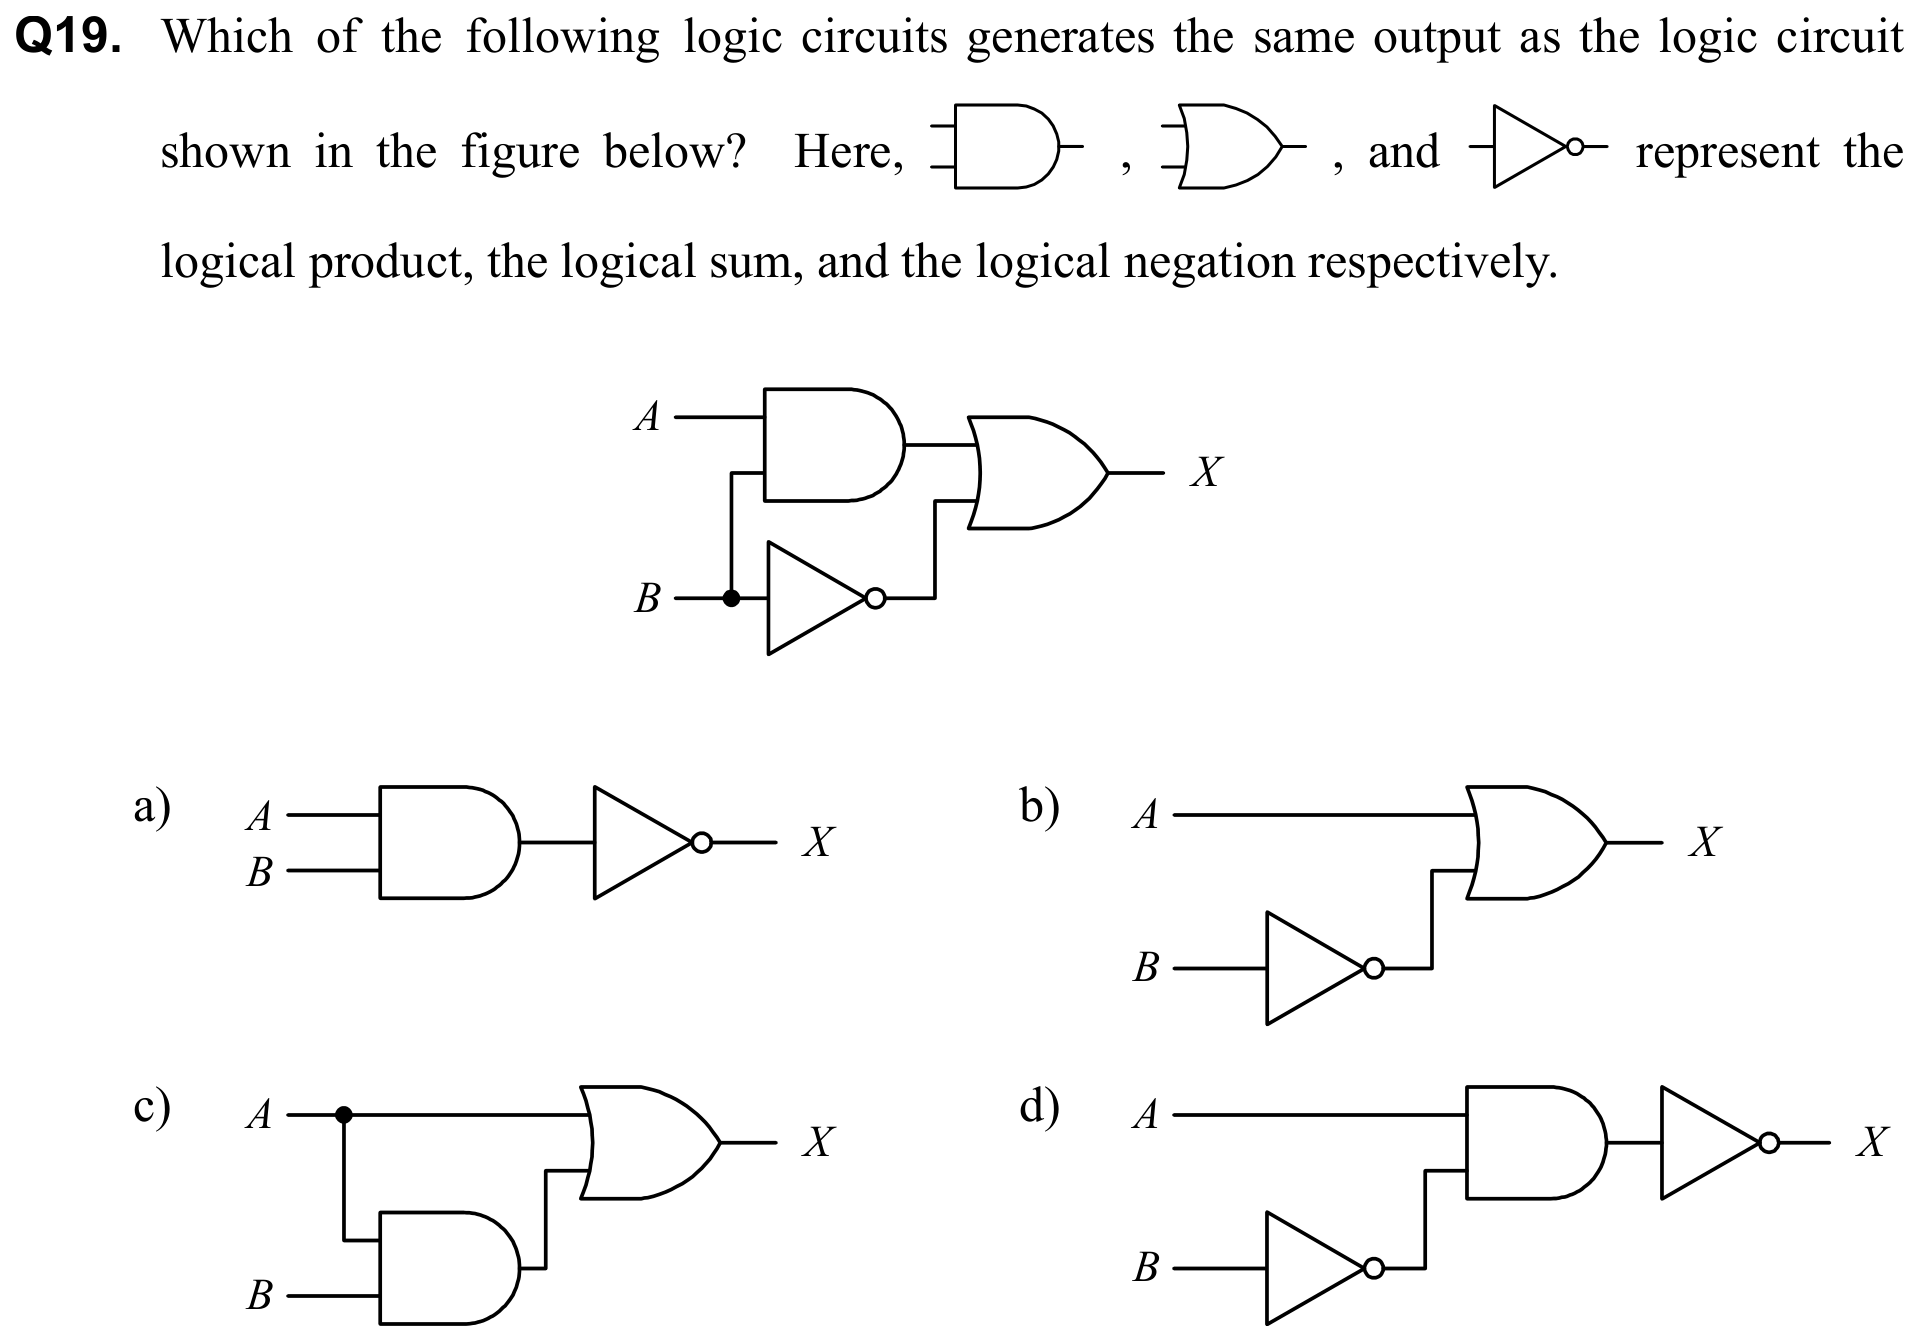 Q19. Which of the following logic circuits generates the same output as the logic circuit
shown in the figure below? Here, , , and represent the
logical product, the logical sum, and the logical negation respectively.
A
X
B
a) A
B
X
b) A
X
B
c) A
X
B
d) A
X
B